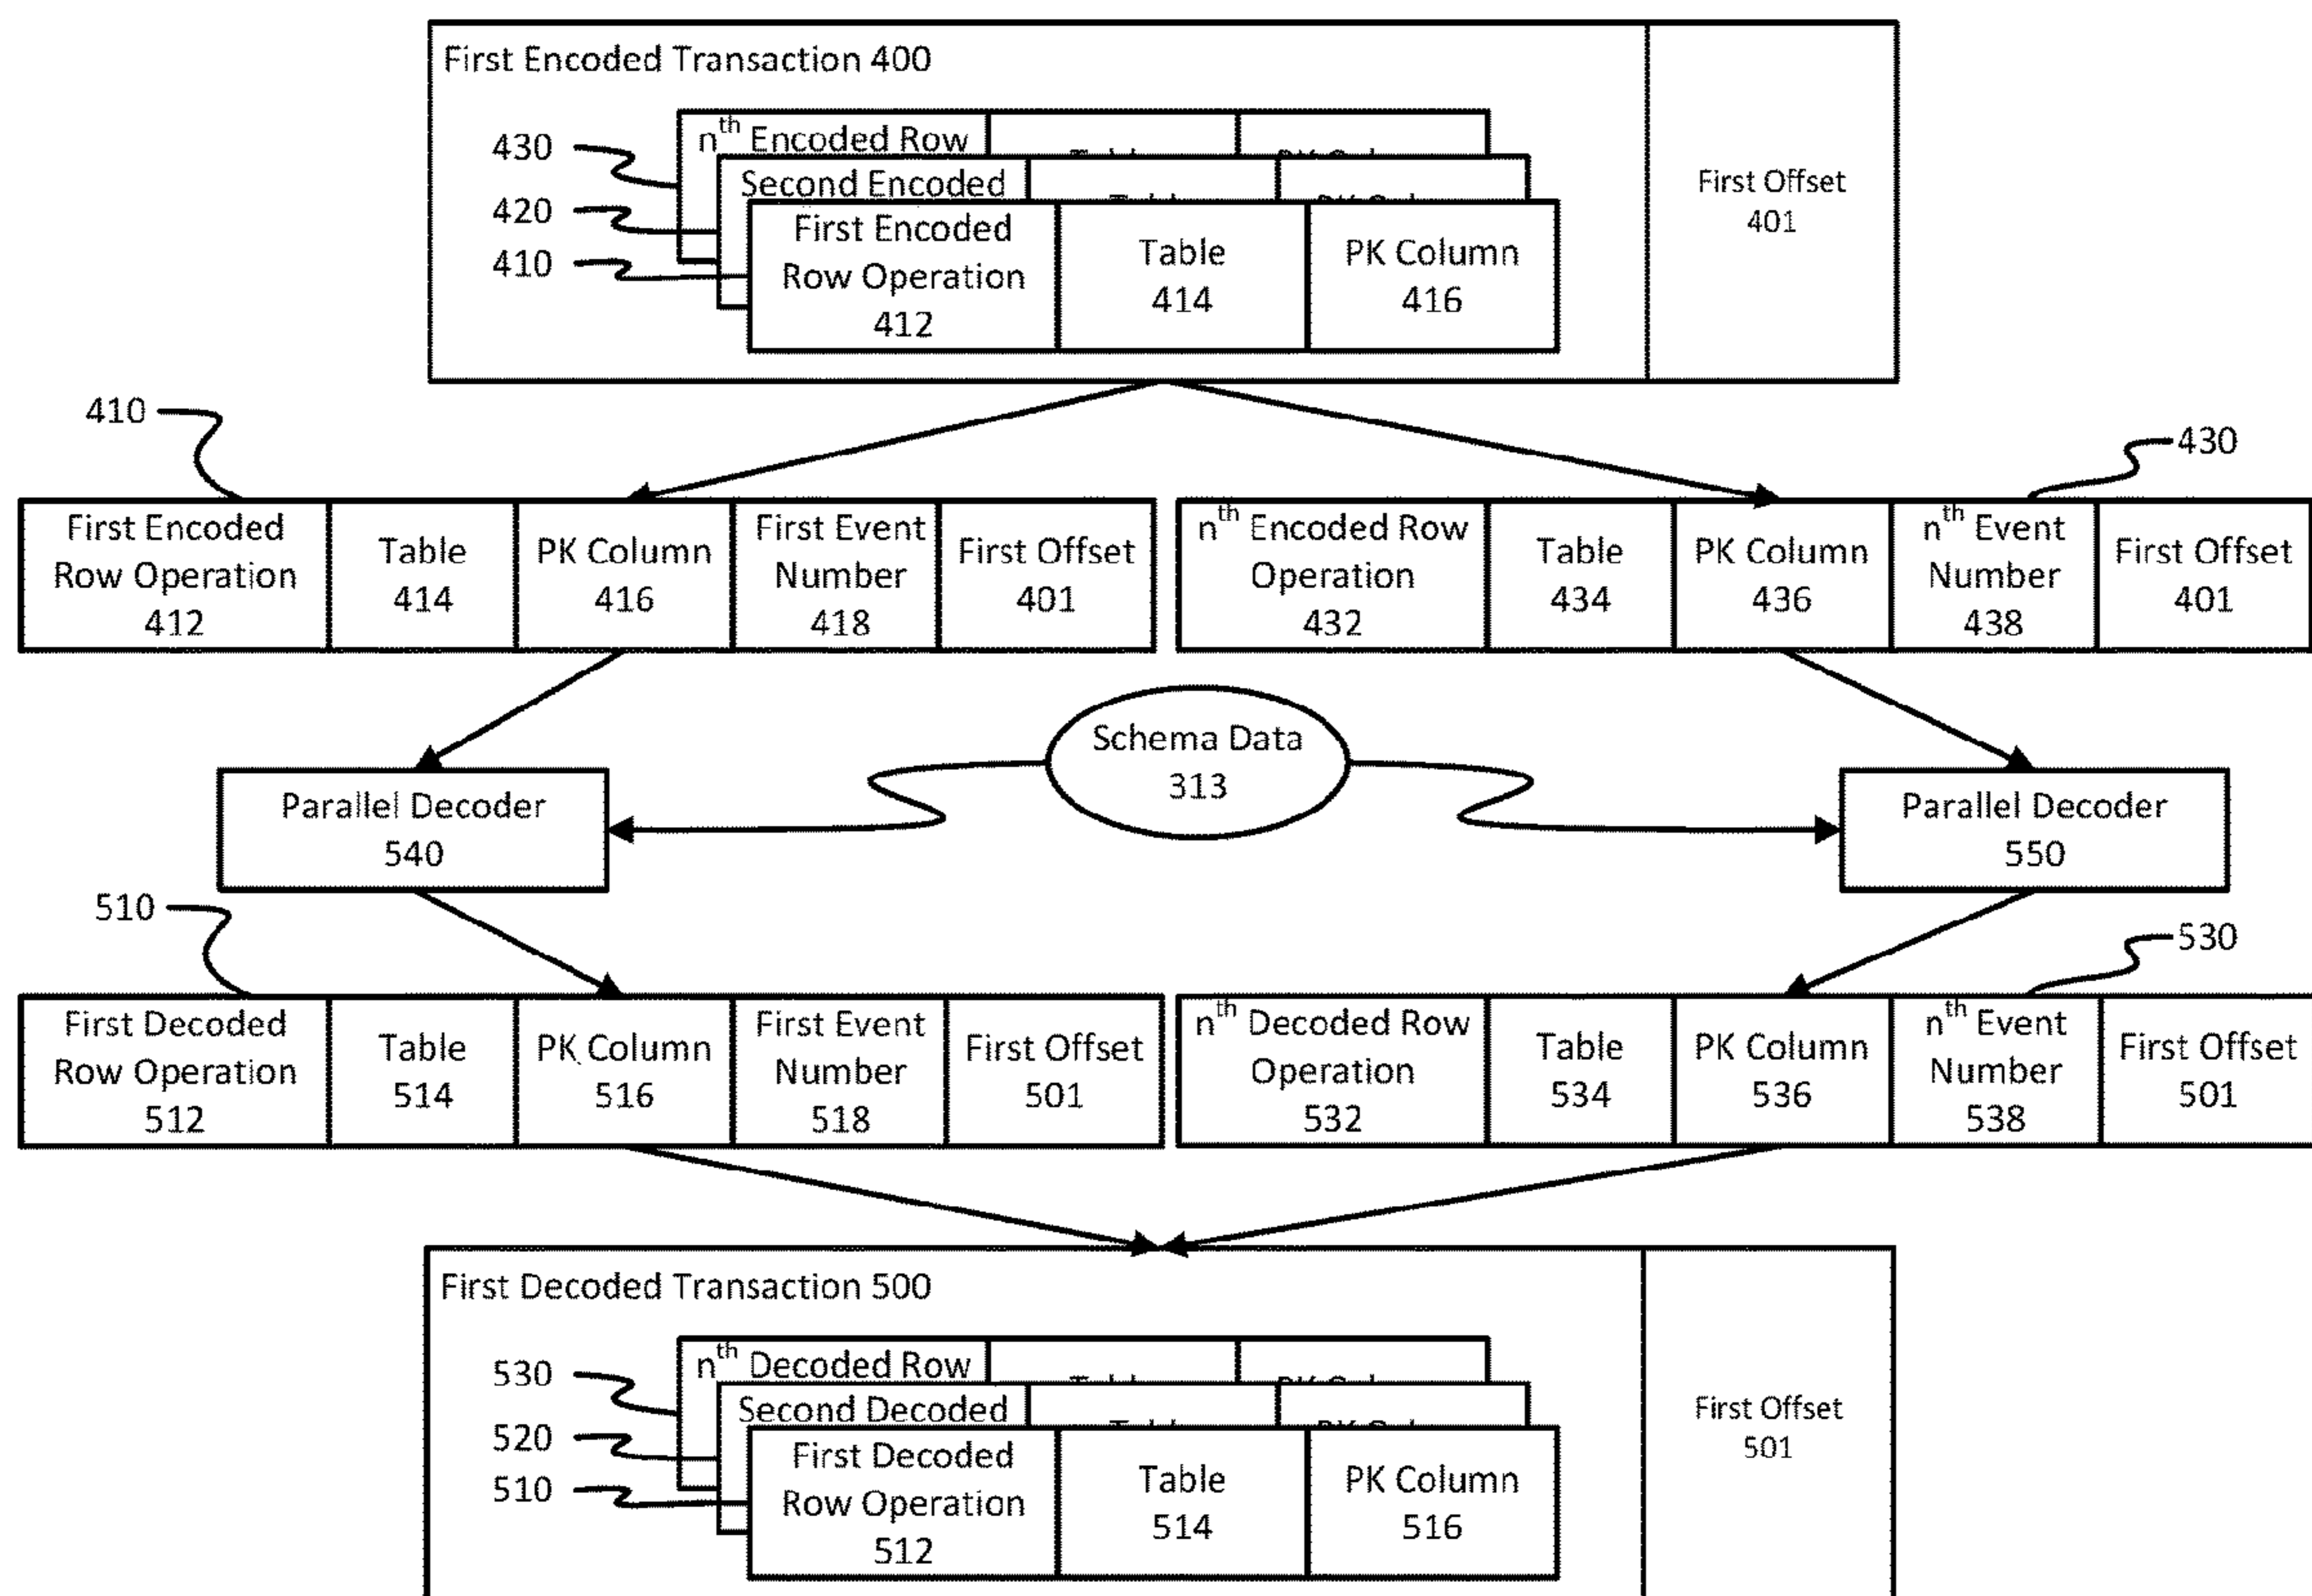 First Encoded Transaction 400
First Offset
401
430
420
410
nth Encoded Row
Second Encoded
First Encoded
Row Operation
412
Table
414
PK Column
416
410
430
First Encoded
Row Operation
412
Table
414
PK Column
416
First Event
Number
418
First Offset
401
nth Encoded Row
Operation
432
Table
434
PK Column
436
nth Event
Number
438
First Offset
401
Schema Data
313
Parallel Decoder
540
Parallel Decoder
550
510
530
First Decoded
Row Operation
512
Table
514
PK Column
516
First Event
Number
518
First Offset
501
nth Decoded Row
Operation
532
Table
534
PK Column
536
nth Event
Number
538
First Offset
501
First Decoded Transaction 500
First Offset
501
530
520
510
nth Decoded Row
Second Decoded
First Decoded
Row Operation
512
Table
514
PK Column
516